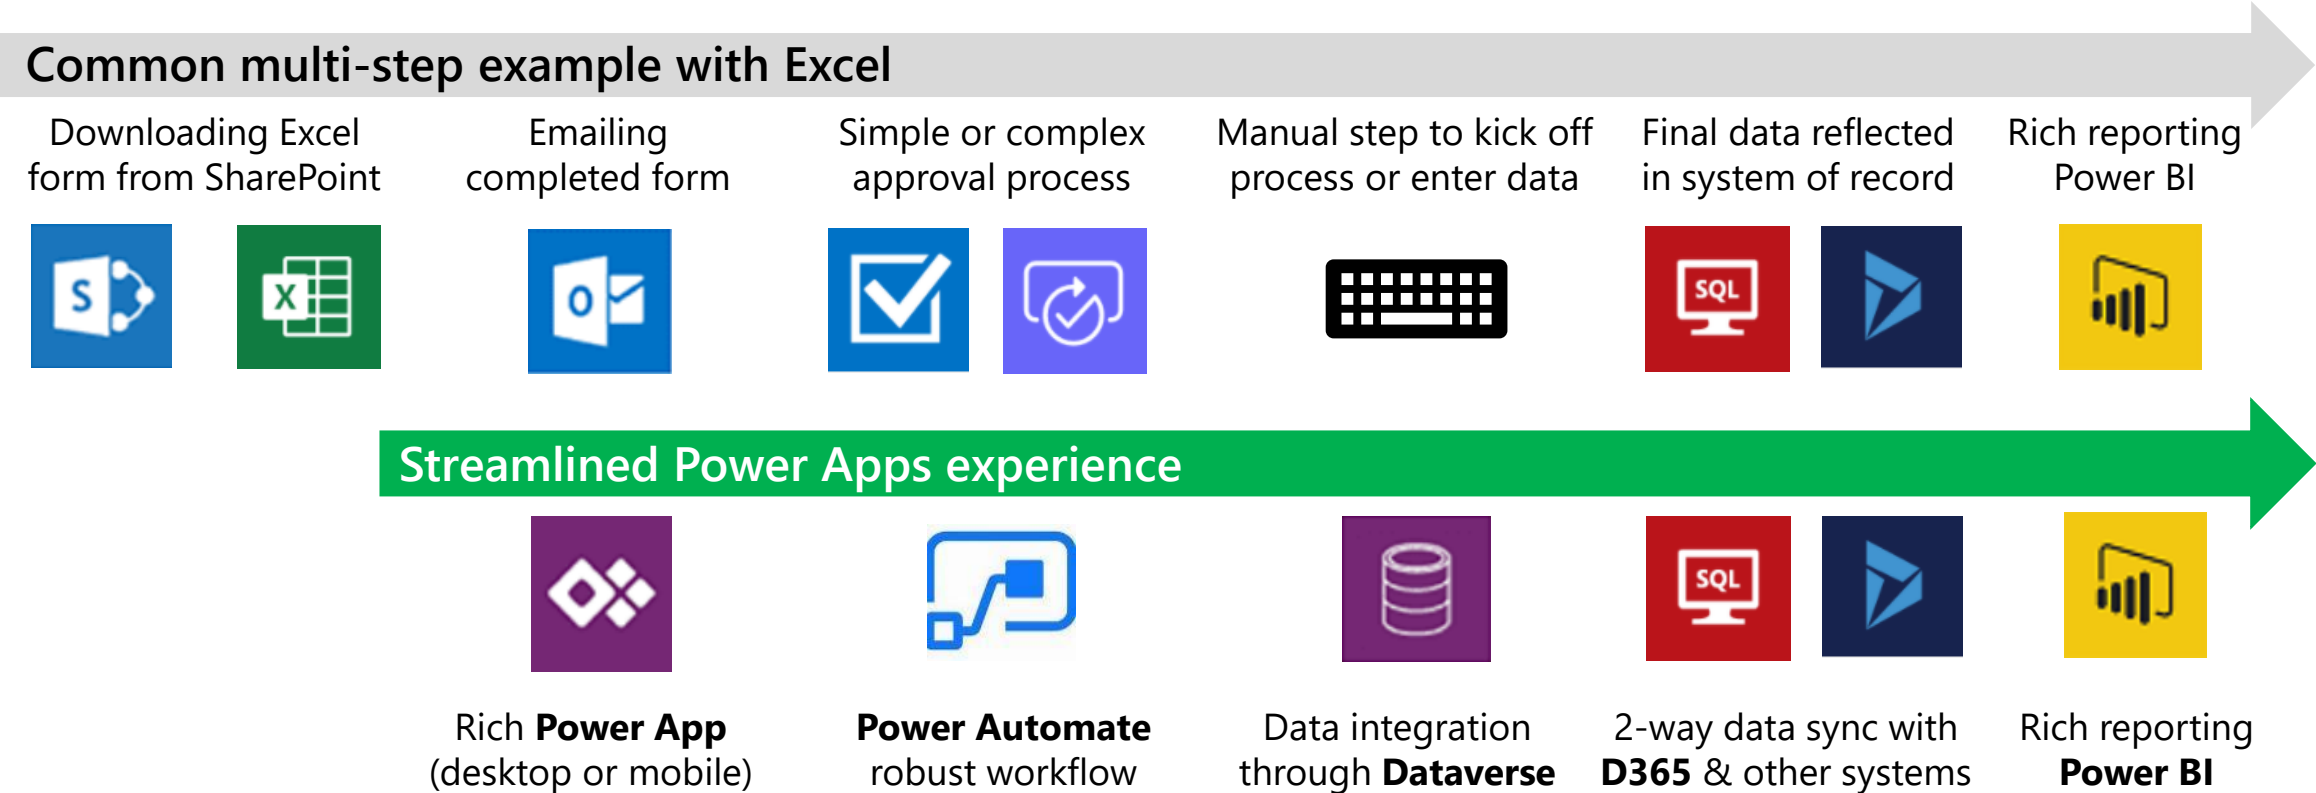 Common multi-step example with Excel
Downloading Excel
form from SharePoint
Emailing
completed form
Simple or complex
approval process
Manual step to kick off
process or enter data
Final data reflected
in system of record
Rich reporting
Power BI
S
X
O
SQL
Streamlined Power Apps experience
SQL
Rich Power App
(desktop or mobile)
Power Automate
robust workflow
Data integration
through Dataverse
2-way data sync with
D365 & other systems
Rich reporting
Power BI